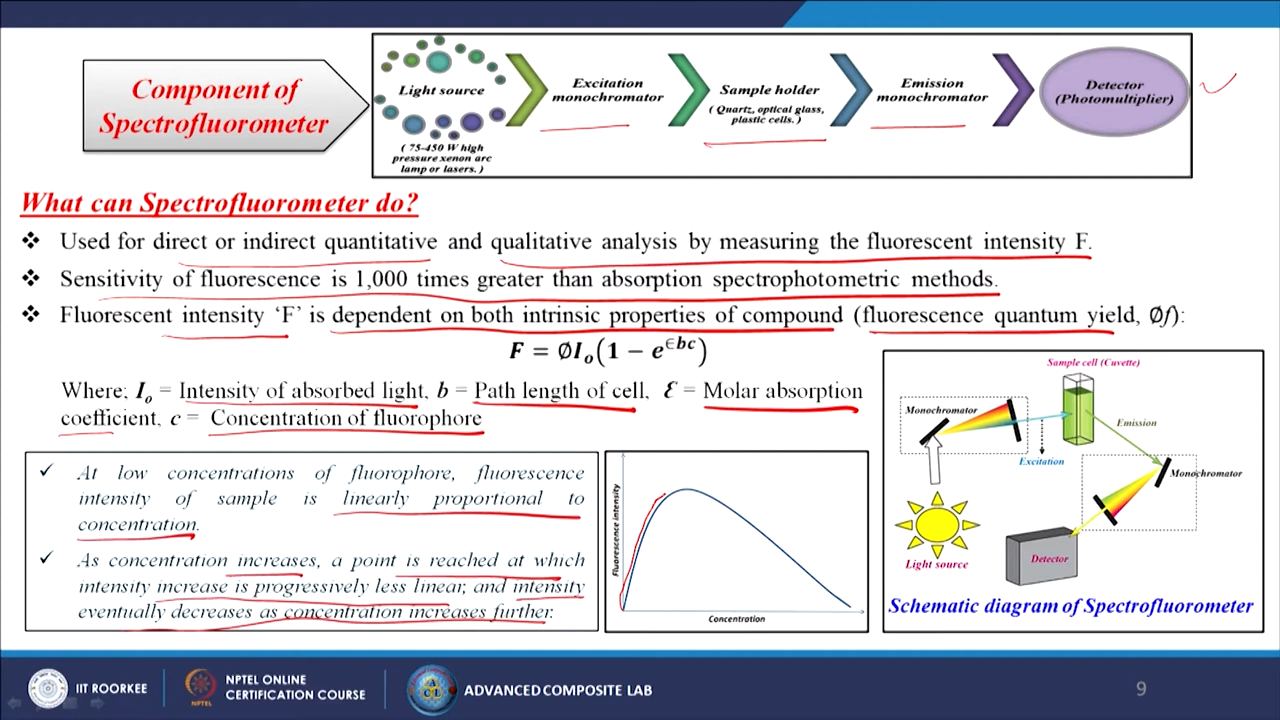 Component of
Spectrofluorometer
Light source
( 75-450 W high
pressure xenon arc
lamp or lasers. )
Excitation
monochromator
Sample holder
( Quartz, optical glass,
plastic cells. )
Emission
monochromator
Detector
(Photomultiplier)
What can Spectrofluorometer do?
❖ Used for direct or indirect quantitative and qualitative analysis by measuring the fluorescent intensity F.
❖ Sensitivity of fluorescence is 1,000 times greater than absorption spectrophotometric methods.
❖ Fluorescent intensity ‘F’ is dependent on both intrinsic properties of compound (fluorescence quantum yield, Øf):
F = ØIₒ(1 − e^∈bc)
Where; Iₒ = Intensity of absorbed light, b = Path length of cell, Ɛ = Molar absorption
coefficient, c = Concentration of fluorophore
✓ At low concentrations of fluorophore, fluorescence
intensity of sample is linearly proportional to
concentration.
✓ As concentration increases, a point is reached at which
intensity increase is progressively less linear; and intensity
eventually decreases as concentration increases further.
Fluorescence intensity
Concentration
Sample cell (Cuvette)
Monochromator
Emission
Excitation
Monochromator
Light source
Detector
Schematic diagram of Spectrofluorometer
IIT ROORKEE
NPTEL
NPTEL ONLINE
CERTIFICATION COURSE
ACL
ADVANCED COMPOSITE LAB
9